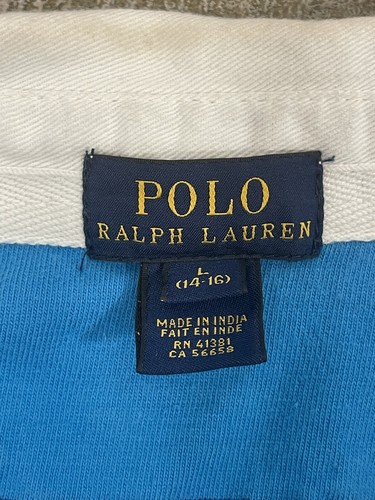 POLO
RALPH LAUREN
L
(14-16)
MADE IN INDIA
FAIT EN INDE
RN 41381
CA 56658